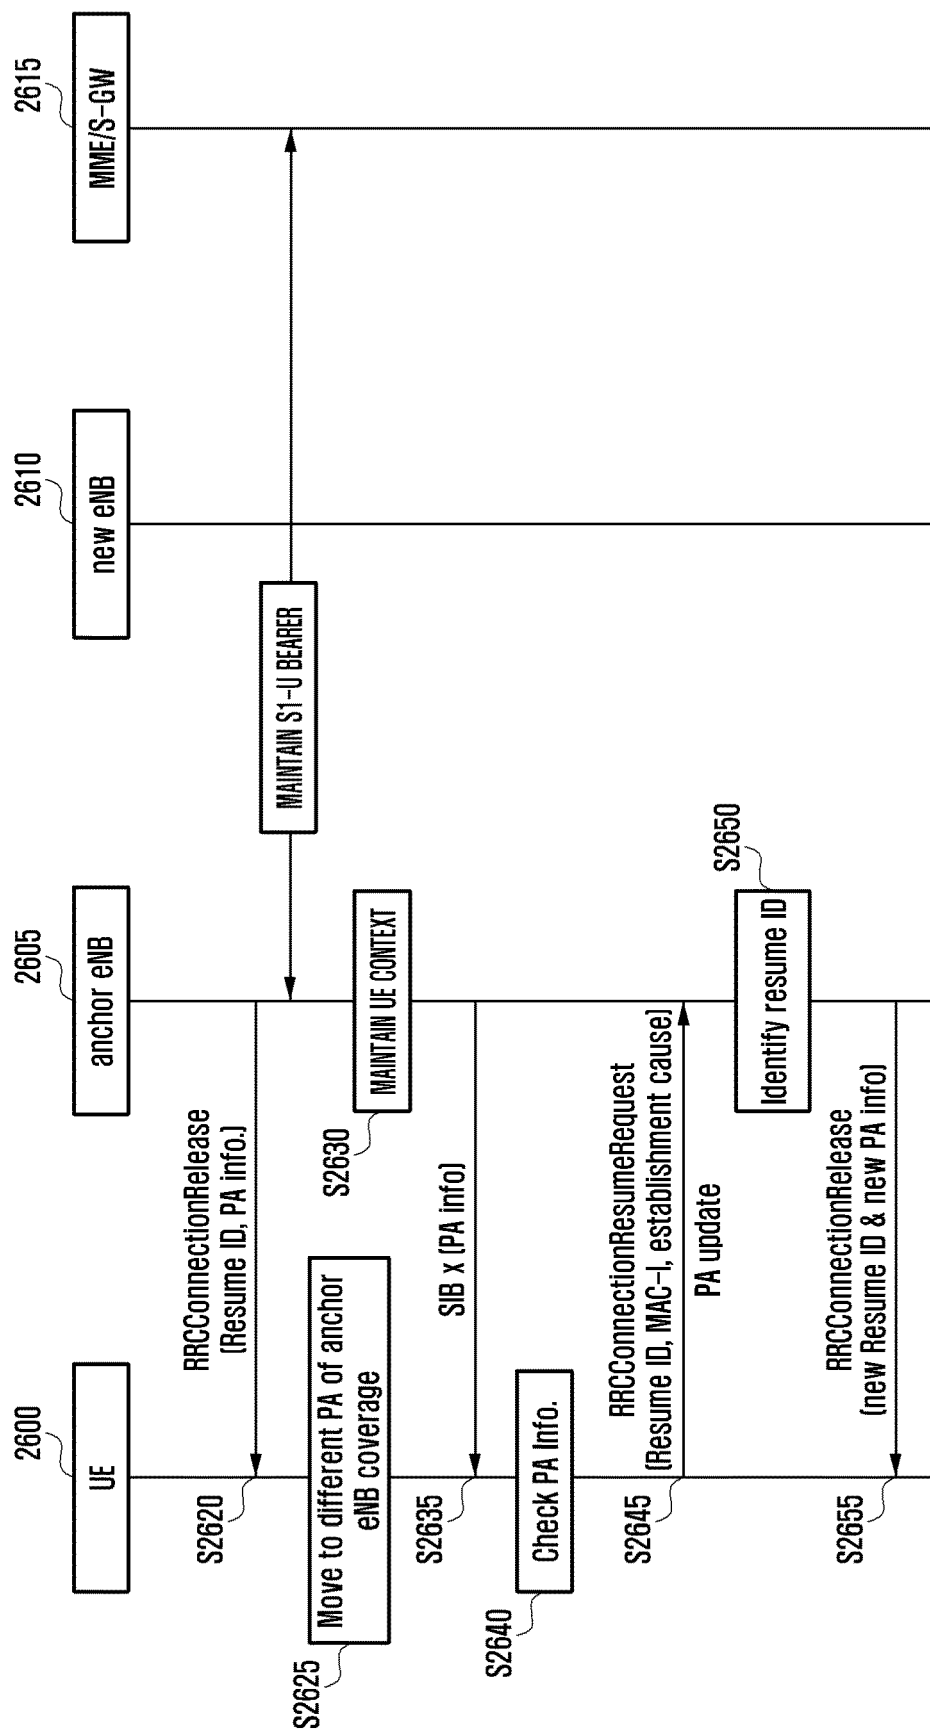 2600
UE
2605
anchor eNB
2610
new eNB
2615
MME/S-GW
RRCConnectionRelease
(Resume ID, PA info.)
S2620
MAINTAIN S1-U BEARER
Move to different PA of anchor
eNB coverage
S2625
MAINTAIN UE CONTEXT
S2630
SIB x (PA info)
S2635
Check PA Info.
S2640
RRCConnectionResumeRequest
(Resume ID, MAC-I, establishment cause)
PA update
S2645
Identify resume ID
S2650
RRCConnectionRelease
(new Resume ID & new PA info)
S2655